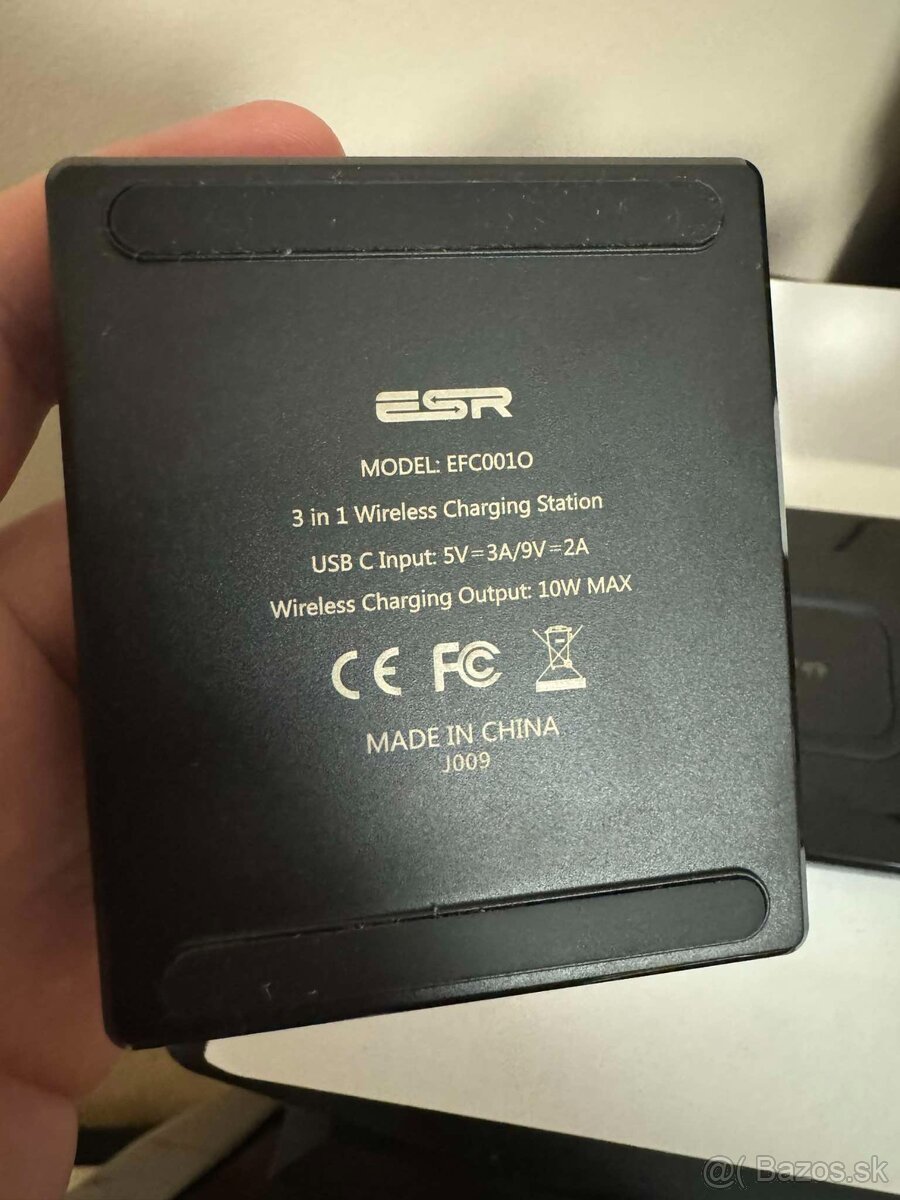 ESR
MODEL: EFC001O
3 in 1 Wireless Charging Station
USB C Input: 5V=3A/9V=2A
Wireless Charging Output: 10W MAX
CE FC
MADE IN CHINA
J009
@( Bazos.sk